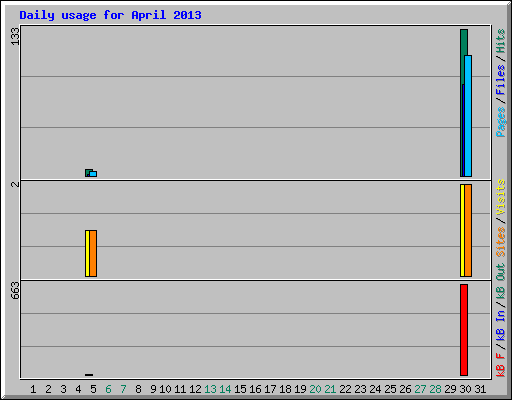 Daily usage for April 2013
133
Pages / Files / Hits
2
Sites / Visits
663
kB F / kB In / kB Out
1 2 3 4 5 6 7 8 9 10 11 12 13 14 15 16 17 18 19 20 21 22 23 24 25 26 27 28 29 30 31